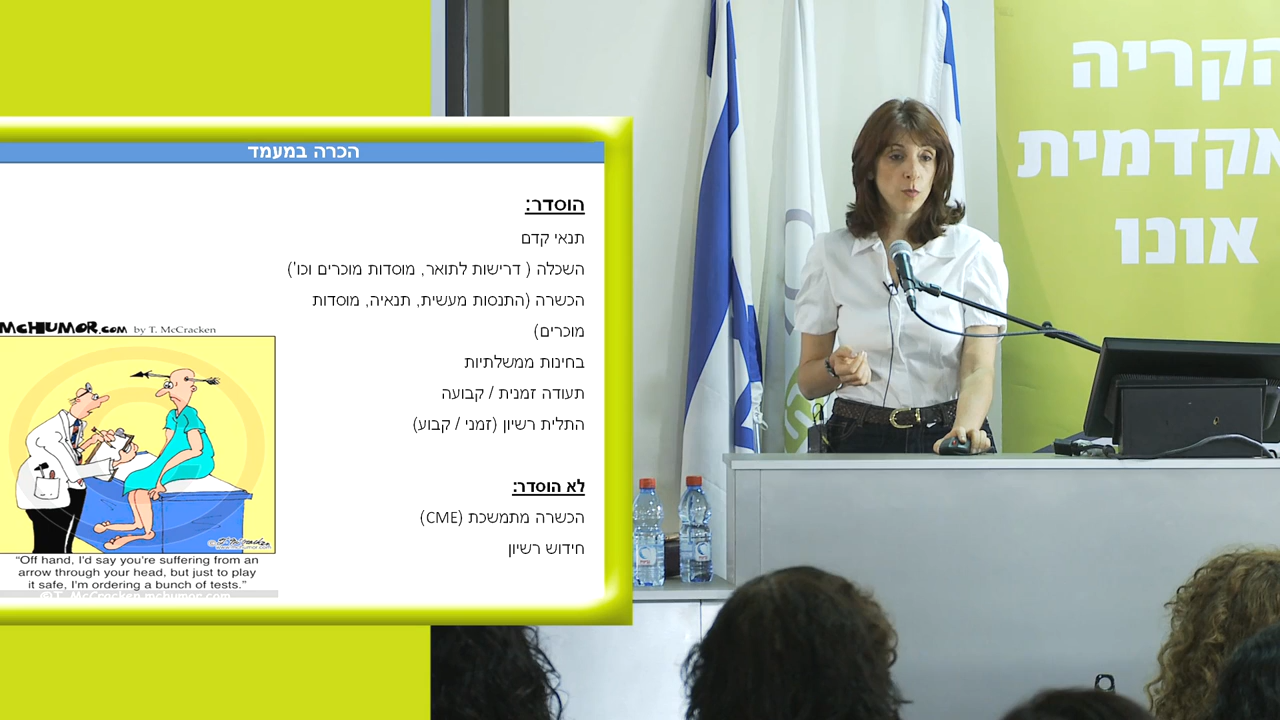 הכרה במעמד
הוסדר:
תנאי קדם
השכלה ( דרישות לתואר, מוסדות מוכרים וכו')
הכשרה (התנסות מעשית, תנאיה, מוסדות
מוכרים)
בחינות ממשלתיות
תעודה זמנית / קבועה
התלית רשיון (זמני / קבוע)
לא הוסדר:
הכשרה מתמשכת (CME)
חידוש רשיון
McHUMOR.com by T. McCracken
"Off hand, I'd say you're suffering from an
arrow through your head, but just to play
it safe, I'm ordering a bunch of tests."
©T. McCracken mchumor.com
הקריה
אקדמית
אונו